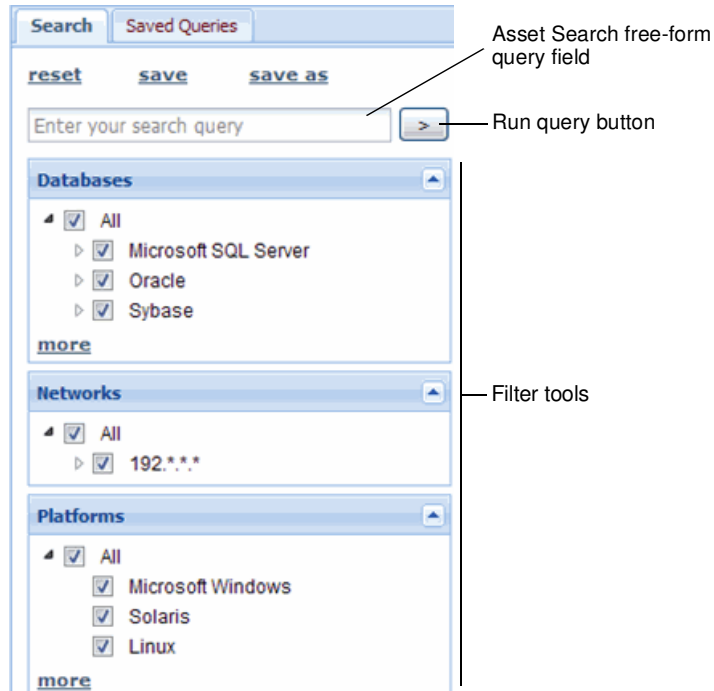 Search Saved Queries
Asset Search free-form
query field
reset save save as
Enter your search query >
Run query button
Databases
All
Microsoft SQL Server
Oracle
Sybase
more
Networks
Filter tools
All
192.*.*.*
Platforms
All
Microsoft Windows
Solaris
Linux
more